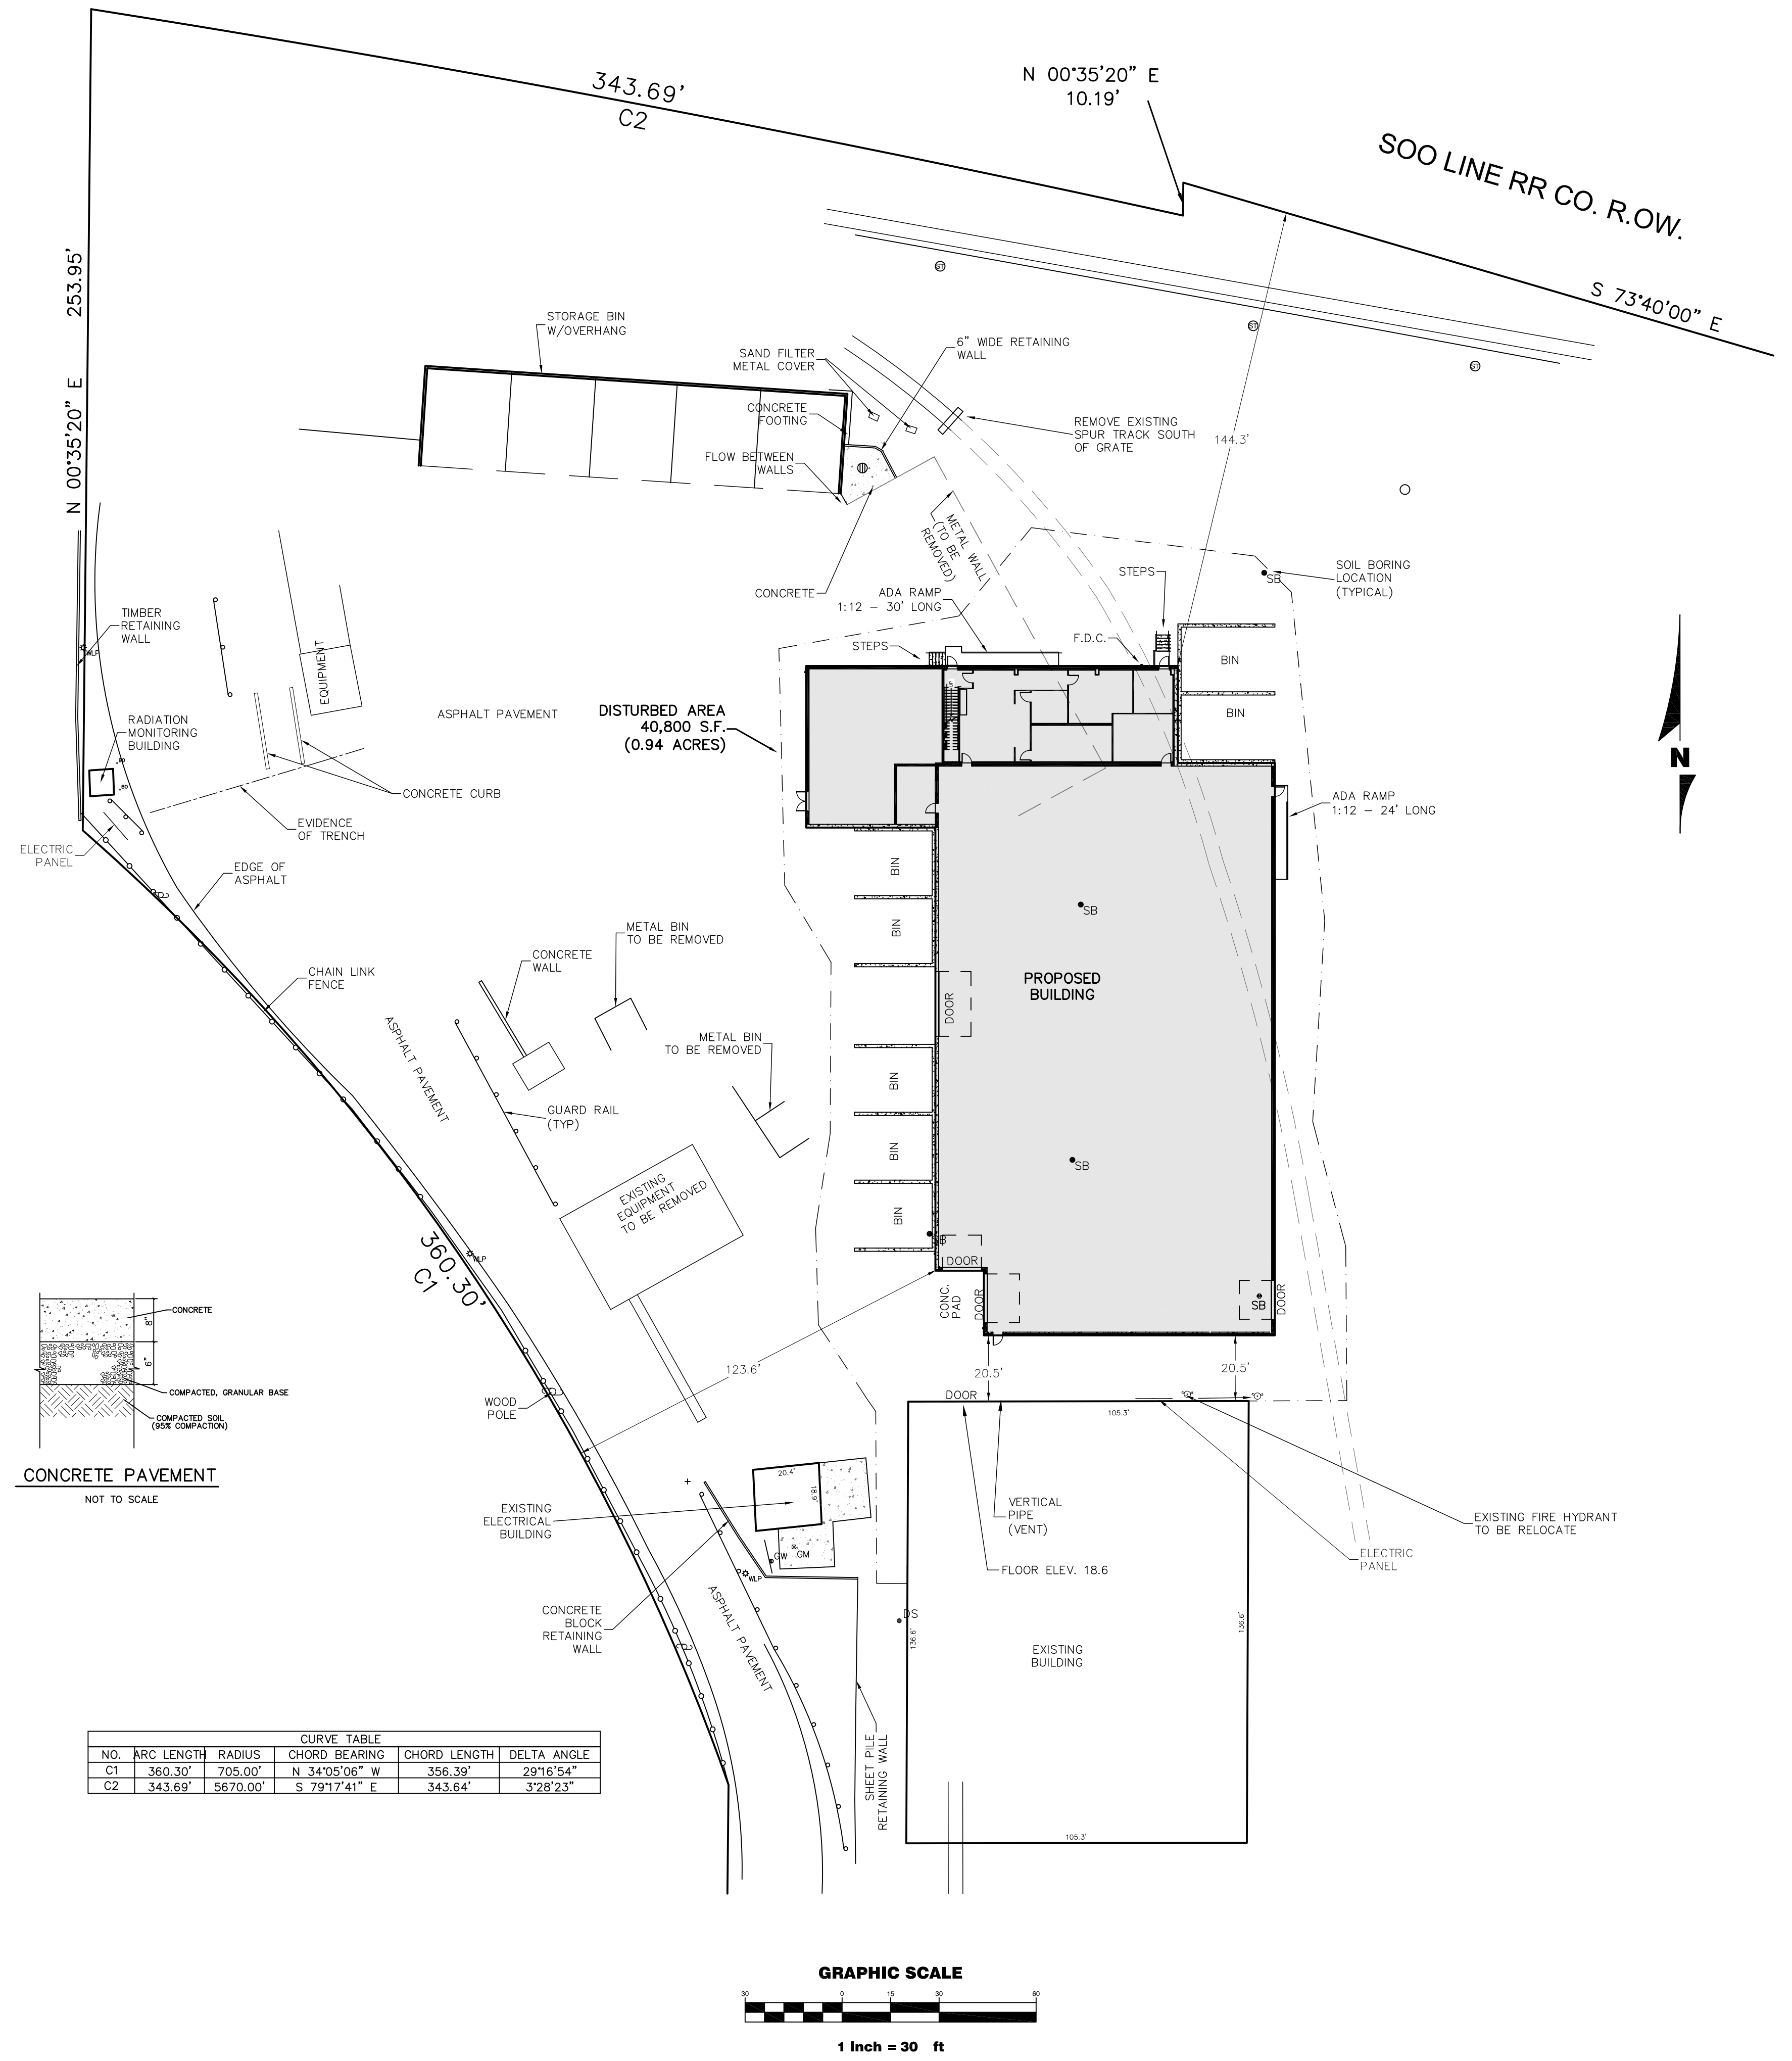 343.69'
C2
N 00°35'20" E
10.19'
SOO LINE RR CO. R.OW.
S 73°40'00" E
N 00°35'20" E 253.95'
ST
ST
ST
STORAGE BIN
W/OVERHANG
SAND FILTER
METAL COVER
6" WIDE RETAINING
WALL
CONCRETE
FOOTING
REMOVE EXISTING
SPUR TRACK SOUTH
OF GRATE
144.3'
FLOW BETWEEN
WALLS
METAL WALL
(TO BE
REMOVED)
CONCRETE
ADA RAMP
1:12 – 30' LONG
STEPS
SOIL BORING
LOCATION
(TYPICAL)
SB
TIMBER
RETAINING
WALL
WLP
EQUIPMENT
STEPS
F.D.C.
BIN
BIN
ASPHALT PAVEMENT
DISTURBED AREA
40,800 S.F.
(0.94 ACRES)
RADIATION
MONITORING
BUILDING
BO
BO
CONCRETE CURB
EVIDENCE
OF TRENCH
ELECTRIC
PANEL
EDGE OF
ASPHALT
ADA RAMP
1:12 – 24' LONG
N
BIN
BIN
SB
METAL BIN
TO BE REMOVED
CONCRETE
WALL
CHAIN LINK
FENCE
PROPOSED
BUILDING
DOOR
ASPHALT PAVEMENT
METAL BIN
TO BE REMOVED
BIN
GUARD RAIL
(TYP)
BIN
SB
EXISTING
EQUIPMENT
TO BE REMOVED
BIN
SB
DOOR
360.30'
C1
WLP
CONC.
PAD
DOOR
SB
DOOR
CONCRETE
8"
6"
COMPACTED, GRANULAR BASE
COMPACTED SOIL
(95% COMPACTION)
CONCRETE PAVEMENT
NOT TO SCALE
123.6'
20.5'
20.5'
WOOD
POLE
DOOR
105.3'
20.4'
18.9'
EXISTING
ELECTRICAL
BUILDING
VERTICAL
PIPE
(VENT)
EXISTING FIRE HYDRANT
TO BE RELOCATE
ELECTRIC
PANEL
GW
GM
WLP
FLOOR ELEV. 18.6
CONCRETE
BLOCK
RETAINING
WALL
ASPHALT PAVEMENT
DS
136.6'
136.6'
EXISTING
BUILDING
SHEET PILE
RETAINING WALL
105.3'
CURVE TABLE
NO. ARC LENGTH RADIUS CHORD BEARING CHORD LENGTH DELTA ANGLE
C1 360.30' 705.00' N 34°05'06" W 356.39' 29°16'54"
C2 343.69' 5670.00' S 79°17'41" E 343.64' 3°28'23"
GRAPHIC SCALE
30 0 15 30 60
1 Inch = 30 ft